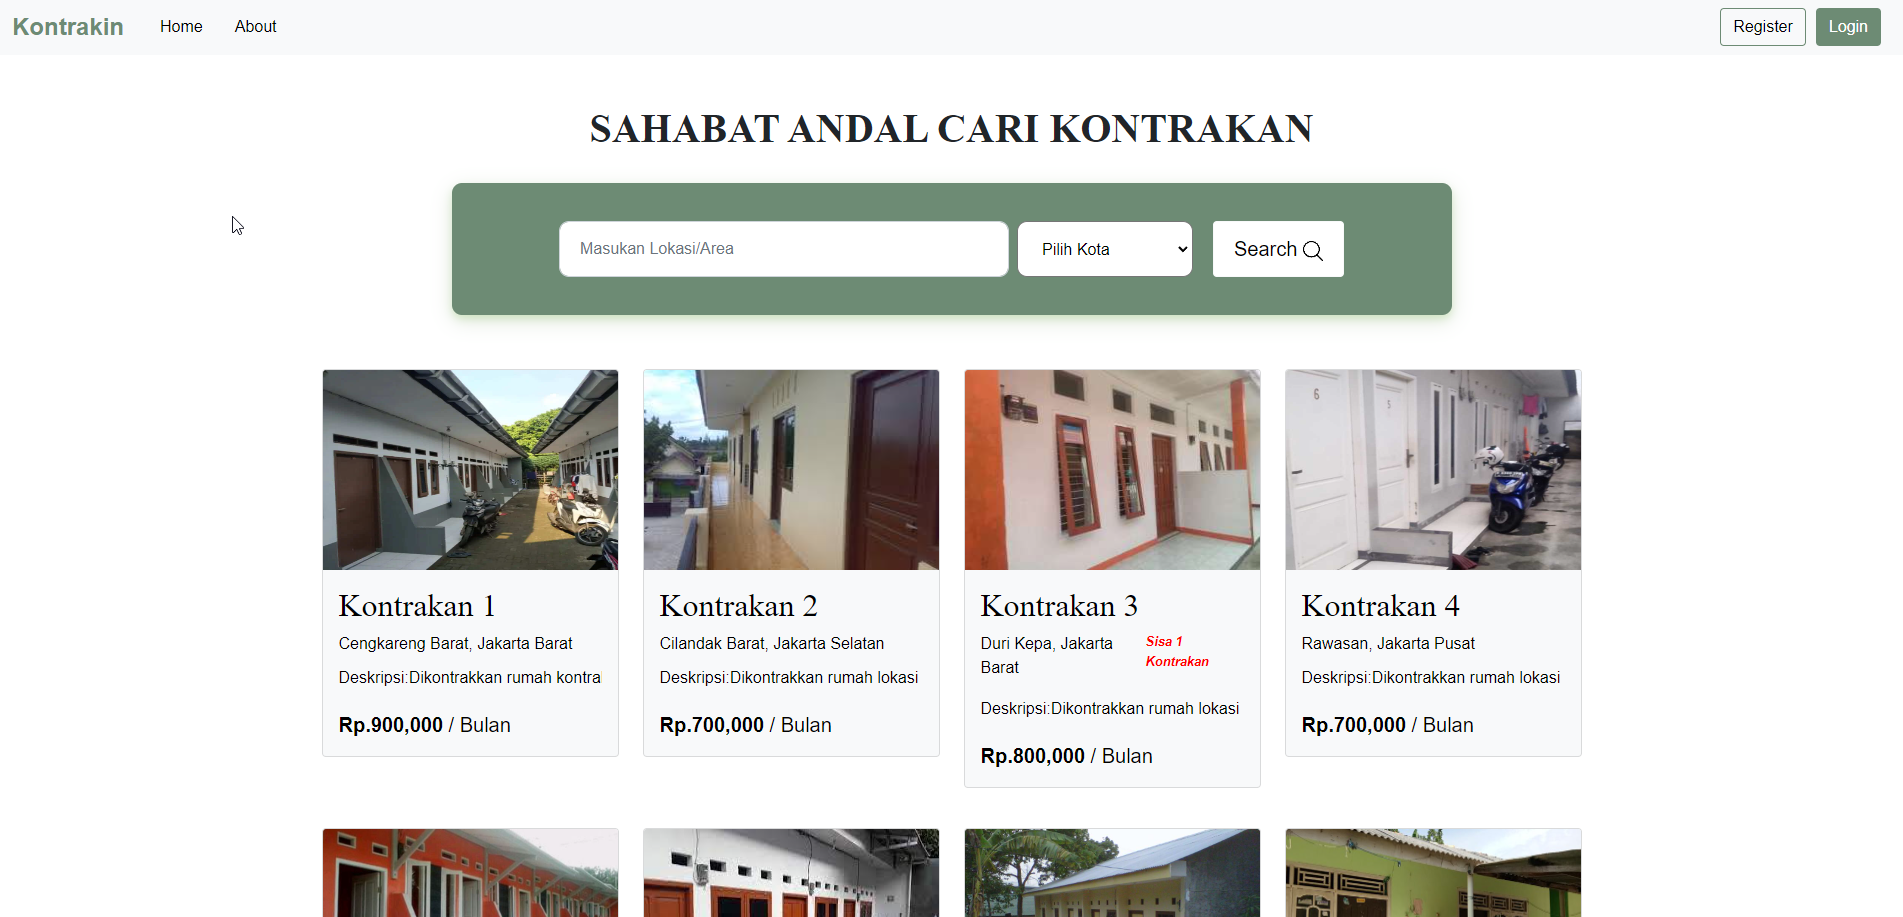 Kontrakin
Home
About
Register
Login
SAHABAT ANDAL CARI KONTRAKAN
Masukan Lokasi/Area
Pilih Kota
Search
6
5
Kontrakan 1
Cengkareng Barat, Jakarta Barat
Deskripsi:Dikontrakkan rumah kontra
Rp.900,000 / Bulan
Kontrakan 2
Cilandak Barat, Jakarta Selatan
Deskripsi:Dikontrakkan rumah lokasi
Rp.700,000 / Bulan
Kontrakan 3
Duri Kepa, Jakarta
Barat
Sisa 1
Kontrakan
Deskripsi:Dikontrakkan rumah lokasi
Rp.800,000 / Bulan
Kontrakan 4
Rawasan, Jakarta Pusat
Deskripsi:Dikontrakkan rumah lokasi
Rp.700,000 / Bulan